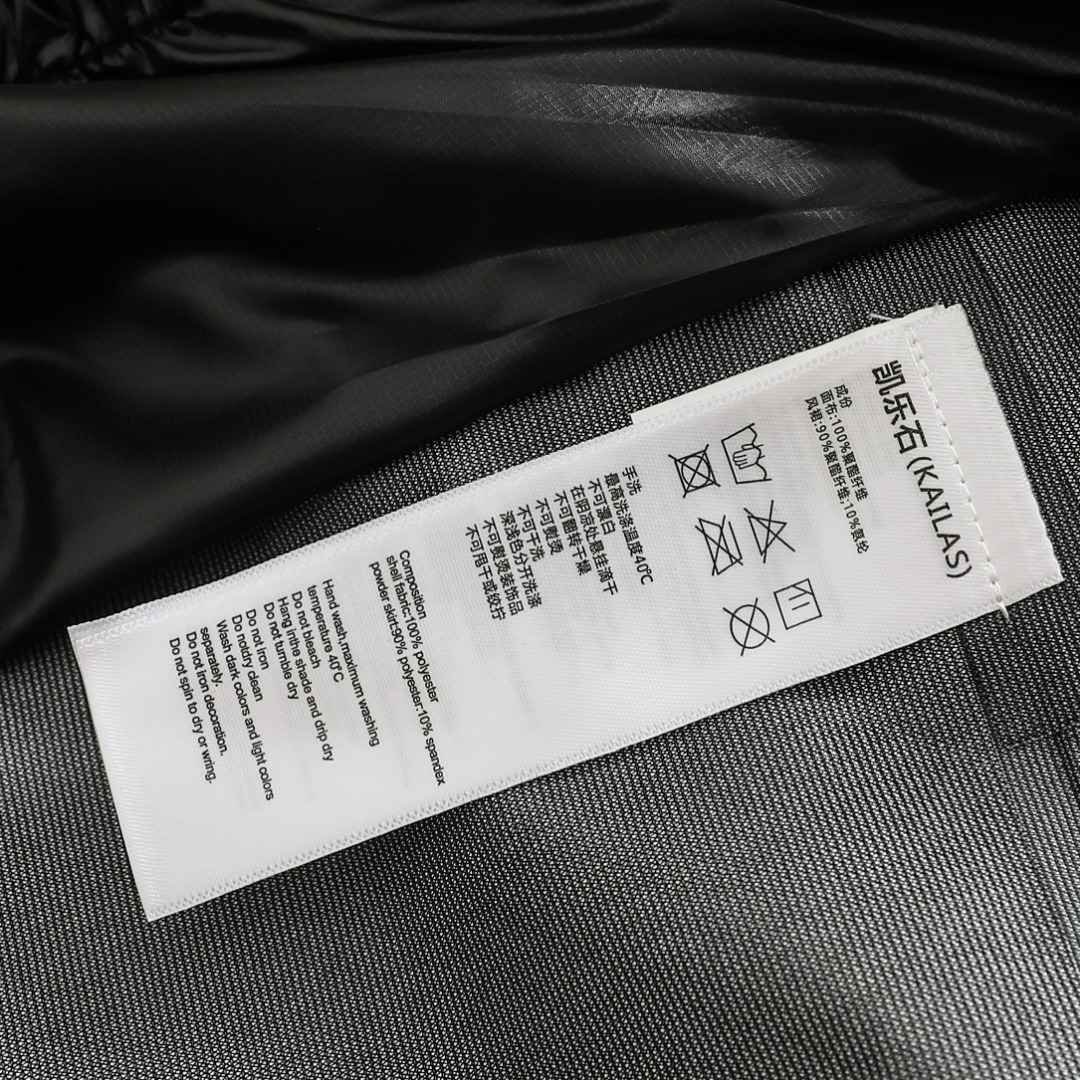 凯乐石(KAILAS)
成份
面布:100%聚酯纤维
风裙:90%聚酯纤维;10%氨纶
手洗
最高洗涤温度40℃
不可漂白
在阴凉处悬挂滴干
不可翻转干燥
不可熨烫
不可干洗
深浅色分开洗涤
不可熨烫装饰品
不可甩干或绞拧
Composition
shell fabric:100% polyester
powder skirt:90% polyester:10% spandex
Hand wash,maximum washing
temperature 40℃
Do not bleach
Hang inthe shade and drip dry
Do not tumble dry
Do not iron
Do notdry clean
Wash dark colors and light colors
separately.
Do not iron decoration.
Do not spin to dry or wring.